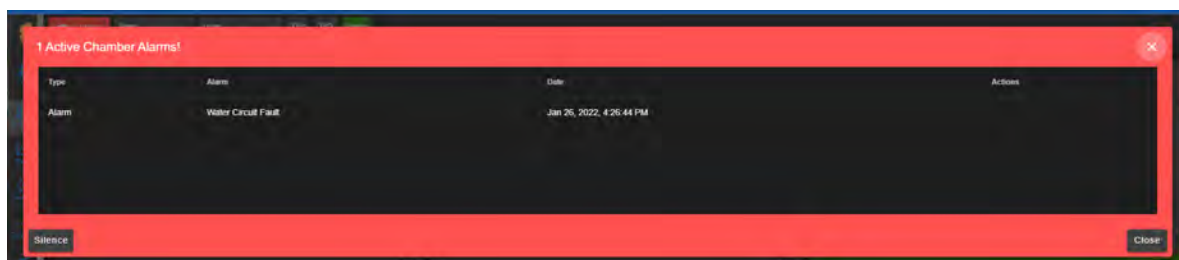 1 Active Chamber Alarms!
Type Alarm Date Actions
Alarm Water Circuit Fault Jan 26, 2022, 4:26:44 PM
Silence Close